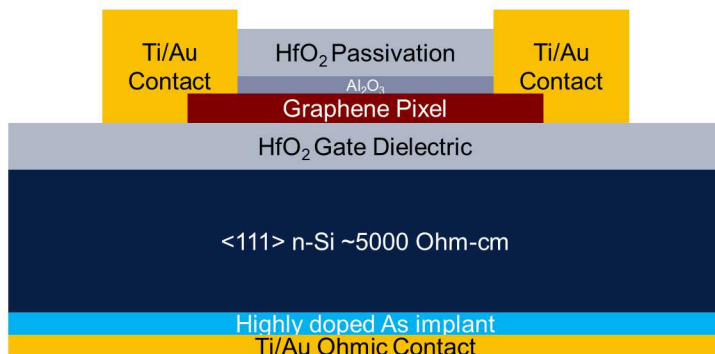 Ti/Au
Contact
HfO₂ Passivation
Ti/Au
Contact
Al₂O₃
Graphene Pixel
HfO₂ Gate Dielectric
<111> n-Si ~5000 Ohm-cm
Highly doped As implant
Ti/Au Ohmic Contact